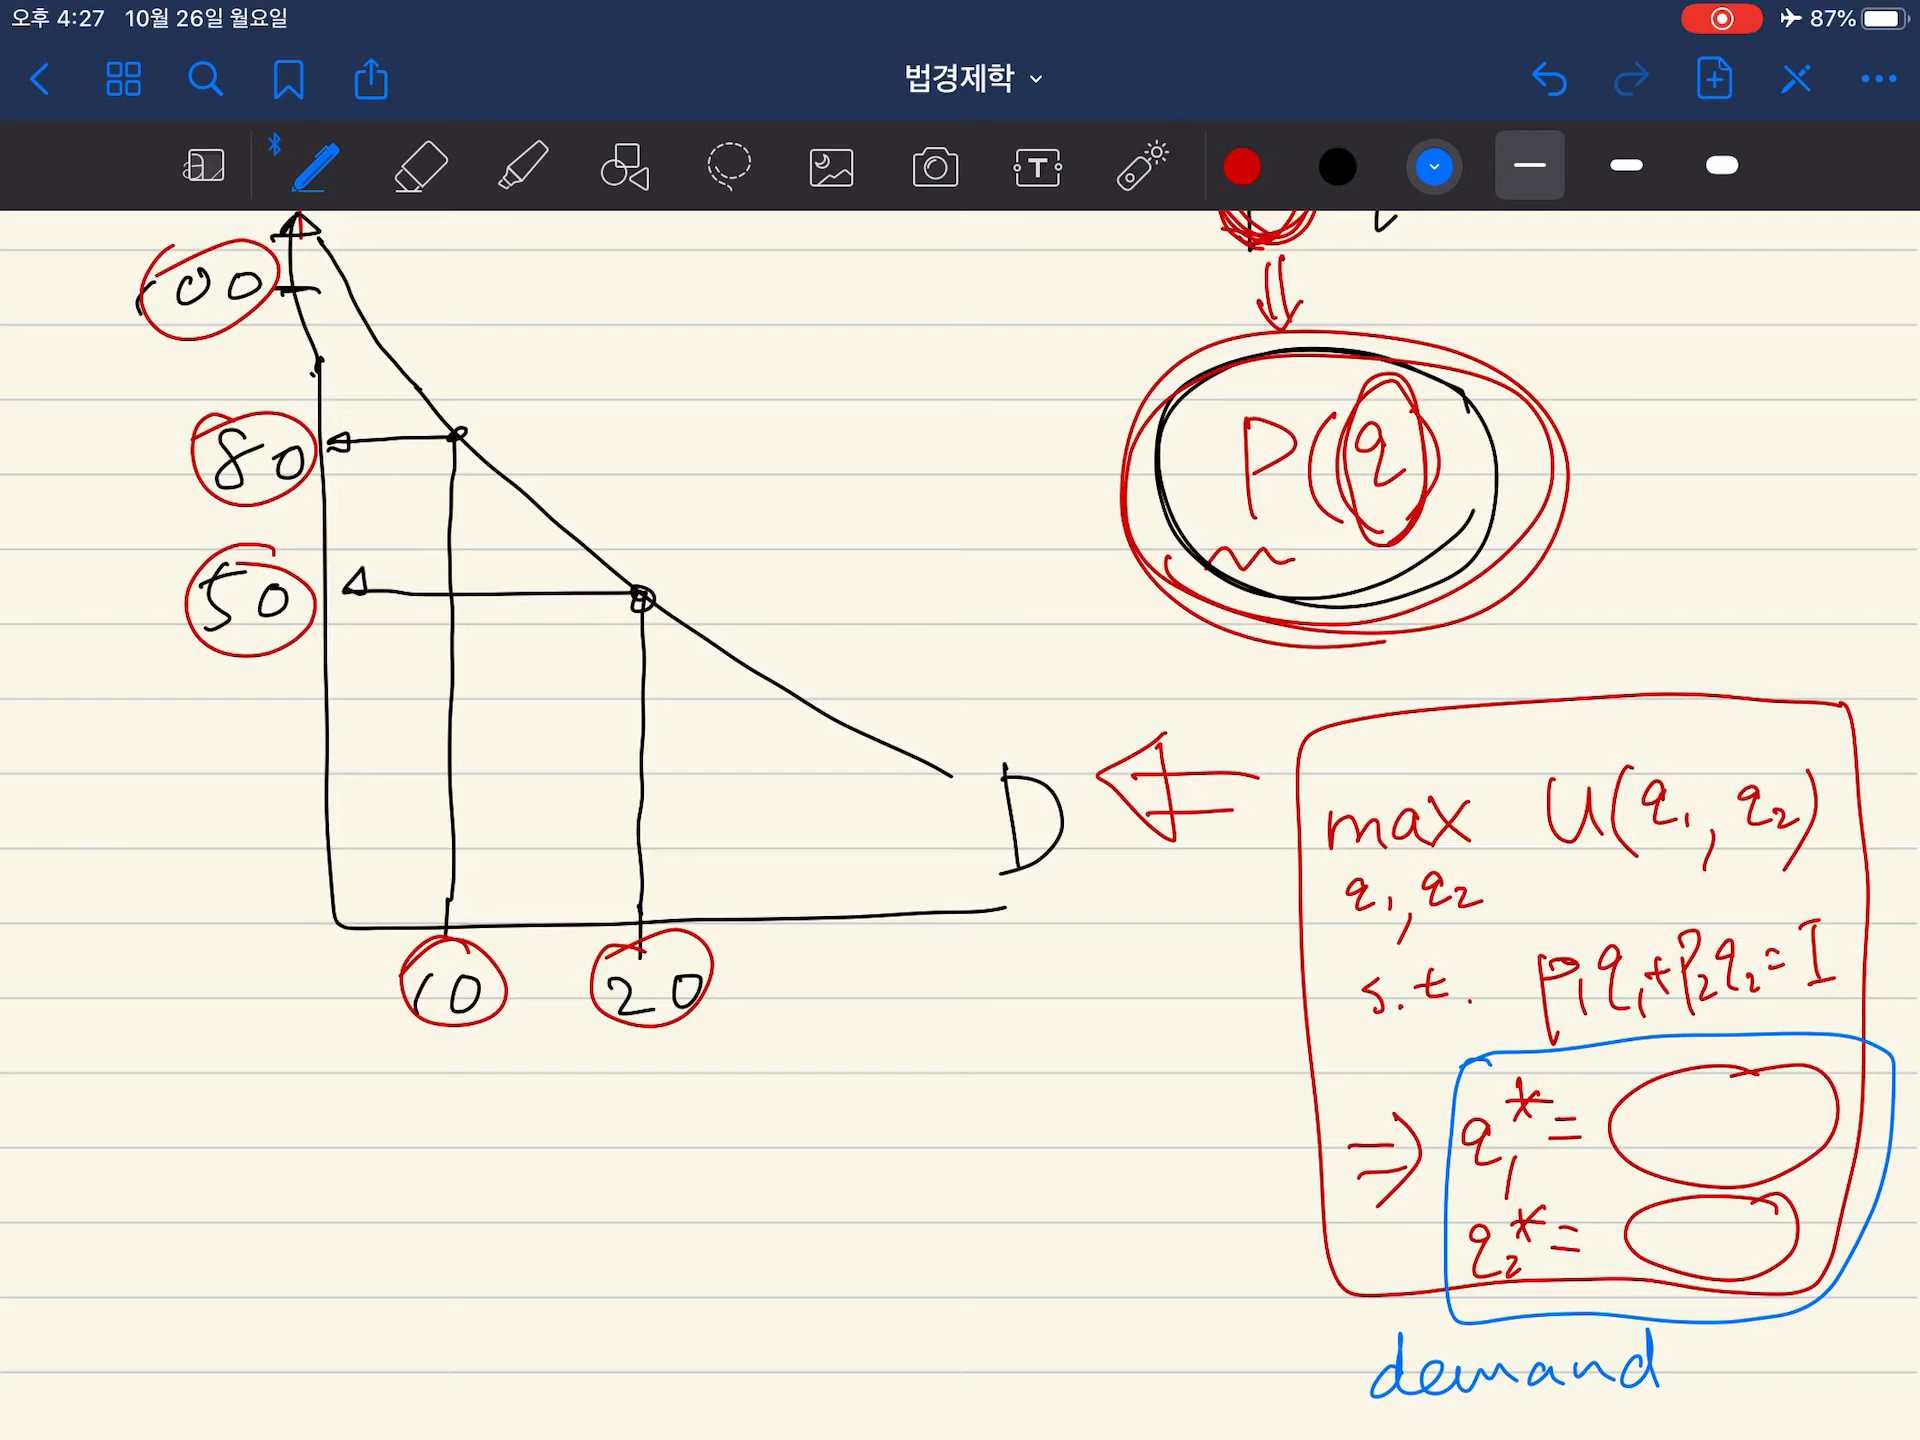 오후 4:27 10월 26일 월요일
87%
법경제학
T
100
80
50
10
20
D
P(q)
max U(q₁, q₂)
q₁, q₂
s.t. P₁q₁+P₂q₂=I
⇒ q₁*=
q₂*=
demand